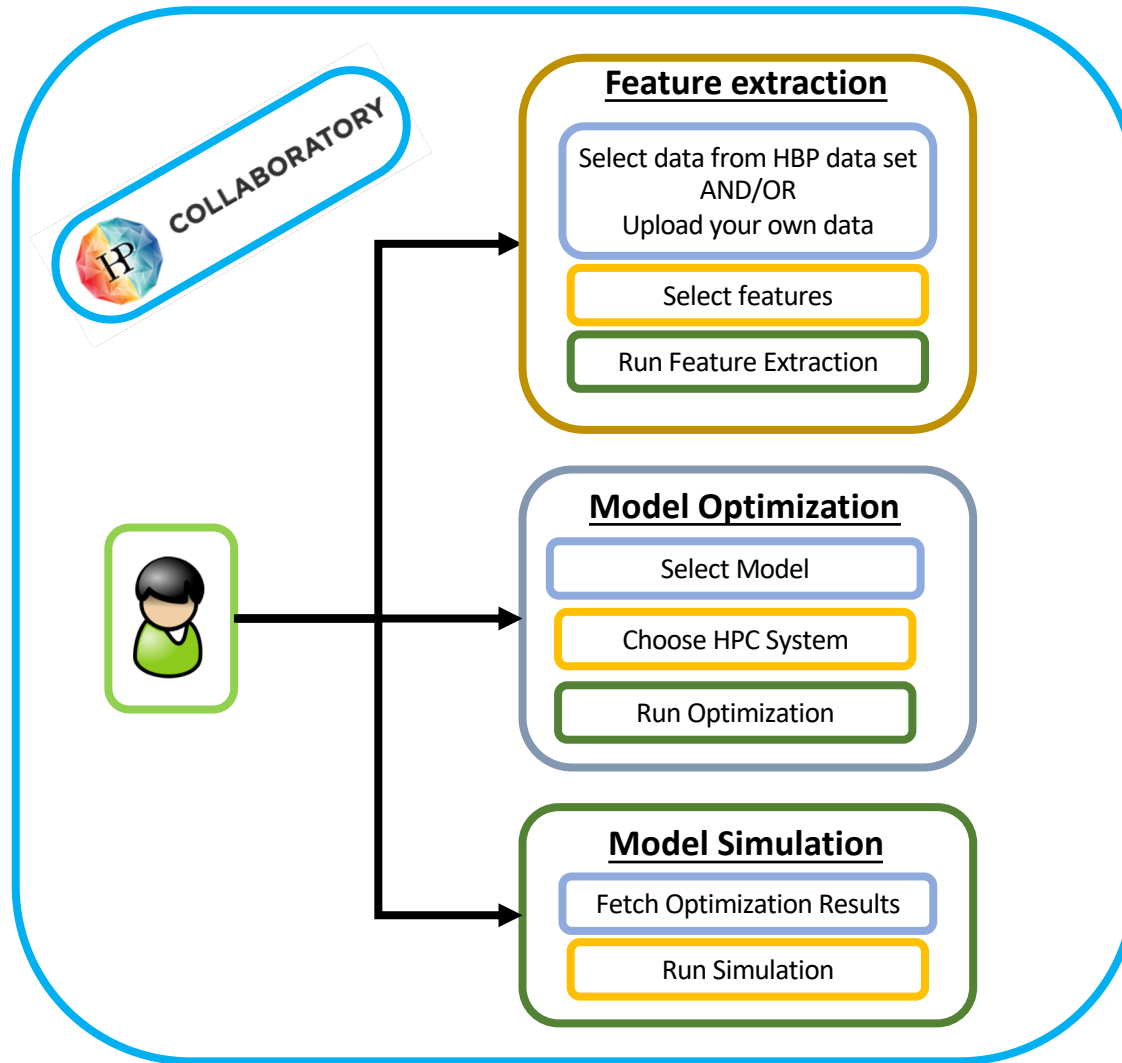 COLLABORATORY
Feature extraction
Select data from HBP data set
AND/OR
Upload your own data
Select features
Run Feature Extraction
Model Optimization
Select Model
Choose HPC System
Run Optimization
Model Simulation
Fetch Optimization Results
Run Simulation